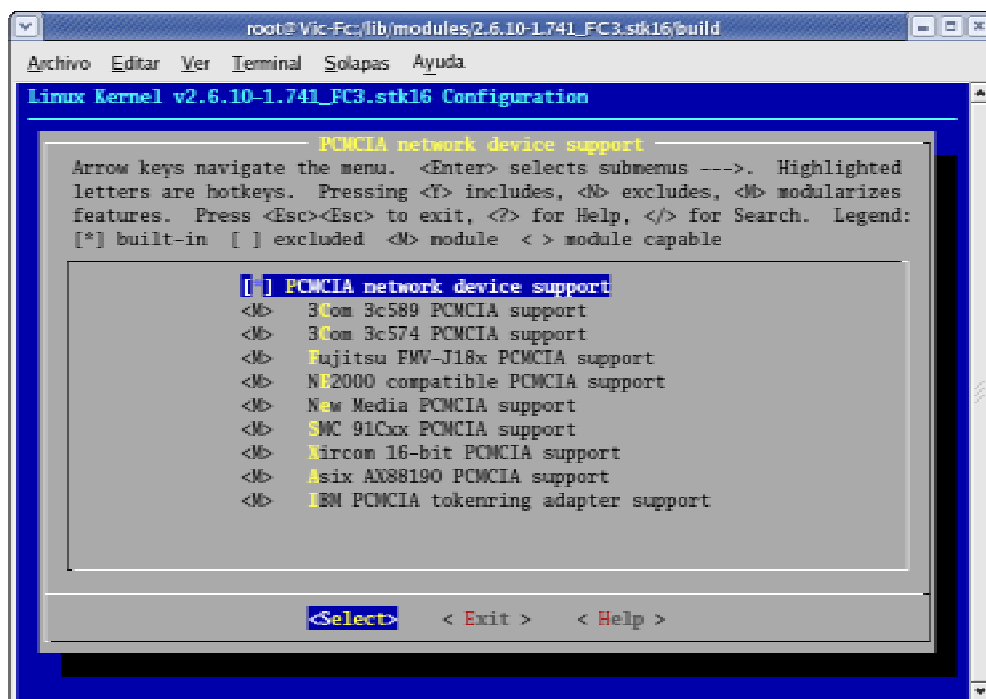 root@Vic-Fc:/lib/modules/2.6.10-1.741_FC3.stk16/build
Archivo Editar Ver Terminal Solapas Ayuda
Linux Kernel v2.6.10-1.741_FC3.stk16 Configuration
PCMCIA network device support
Arrow keys navigate the menu. <Enter> selects submenus --->. Highlighted
letters are hotkeys. Pressing <Y> includes, <N> excludes, <M> modularizes
features. Press <Esc><Esc> to exit, <?> for Help, </> for Search. Legend:
[*] built-in [ ] excluded <M> module < > module capable
[*] PCMCIA network device support
<M> 3Com 3c589 PCMCIA support
<M> 3Com 3c574 PCMCIA support
<M> Fujitsu FMV-J18x PCMCIA support
<M> NE2000 compatible PCMCIA support
<M> New Media PCMCIA support
<M> SMC 91Cxx PCMCIA support
<M> Xircom 16-bit PCMCIA support
<M> Asix AX88190 PCMCIA support
<M> IBM PCMCIA tokenring adapter support
<Select> < Exit > < Help >